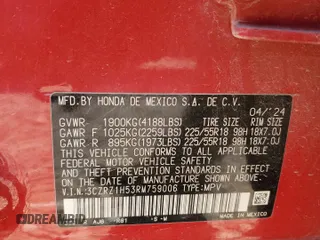 MFD. BY HONDA DE MEXICO S.A. DE C.V.
04/'24
GVWR 1900KG(4188LBS) TIRE SIZE RIM SIZE
GAWR F 1025KG(2259LBS) 225/55R18 98H 18X7.0J
GAWR R 895KG(1973LBS) 225/55R18 98H 18X7.0J
THIS VEHICLE CONFORMS TO ALL APPLICABLE
FEDERAL MOTOR VEHICLE SAFETY AND THEFT
PREVENTION STANDARDS IN EFFECT ON THE
DATE OF MANUFACTURE SHOWN ABOVE.
V.I.N:3CZRZ1H53RM759006 TYPE:MPV
MADE IN
MEXICO
DREAMBID